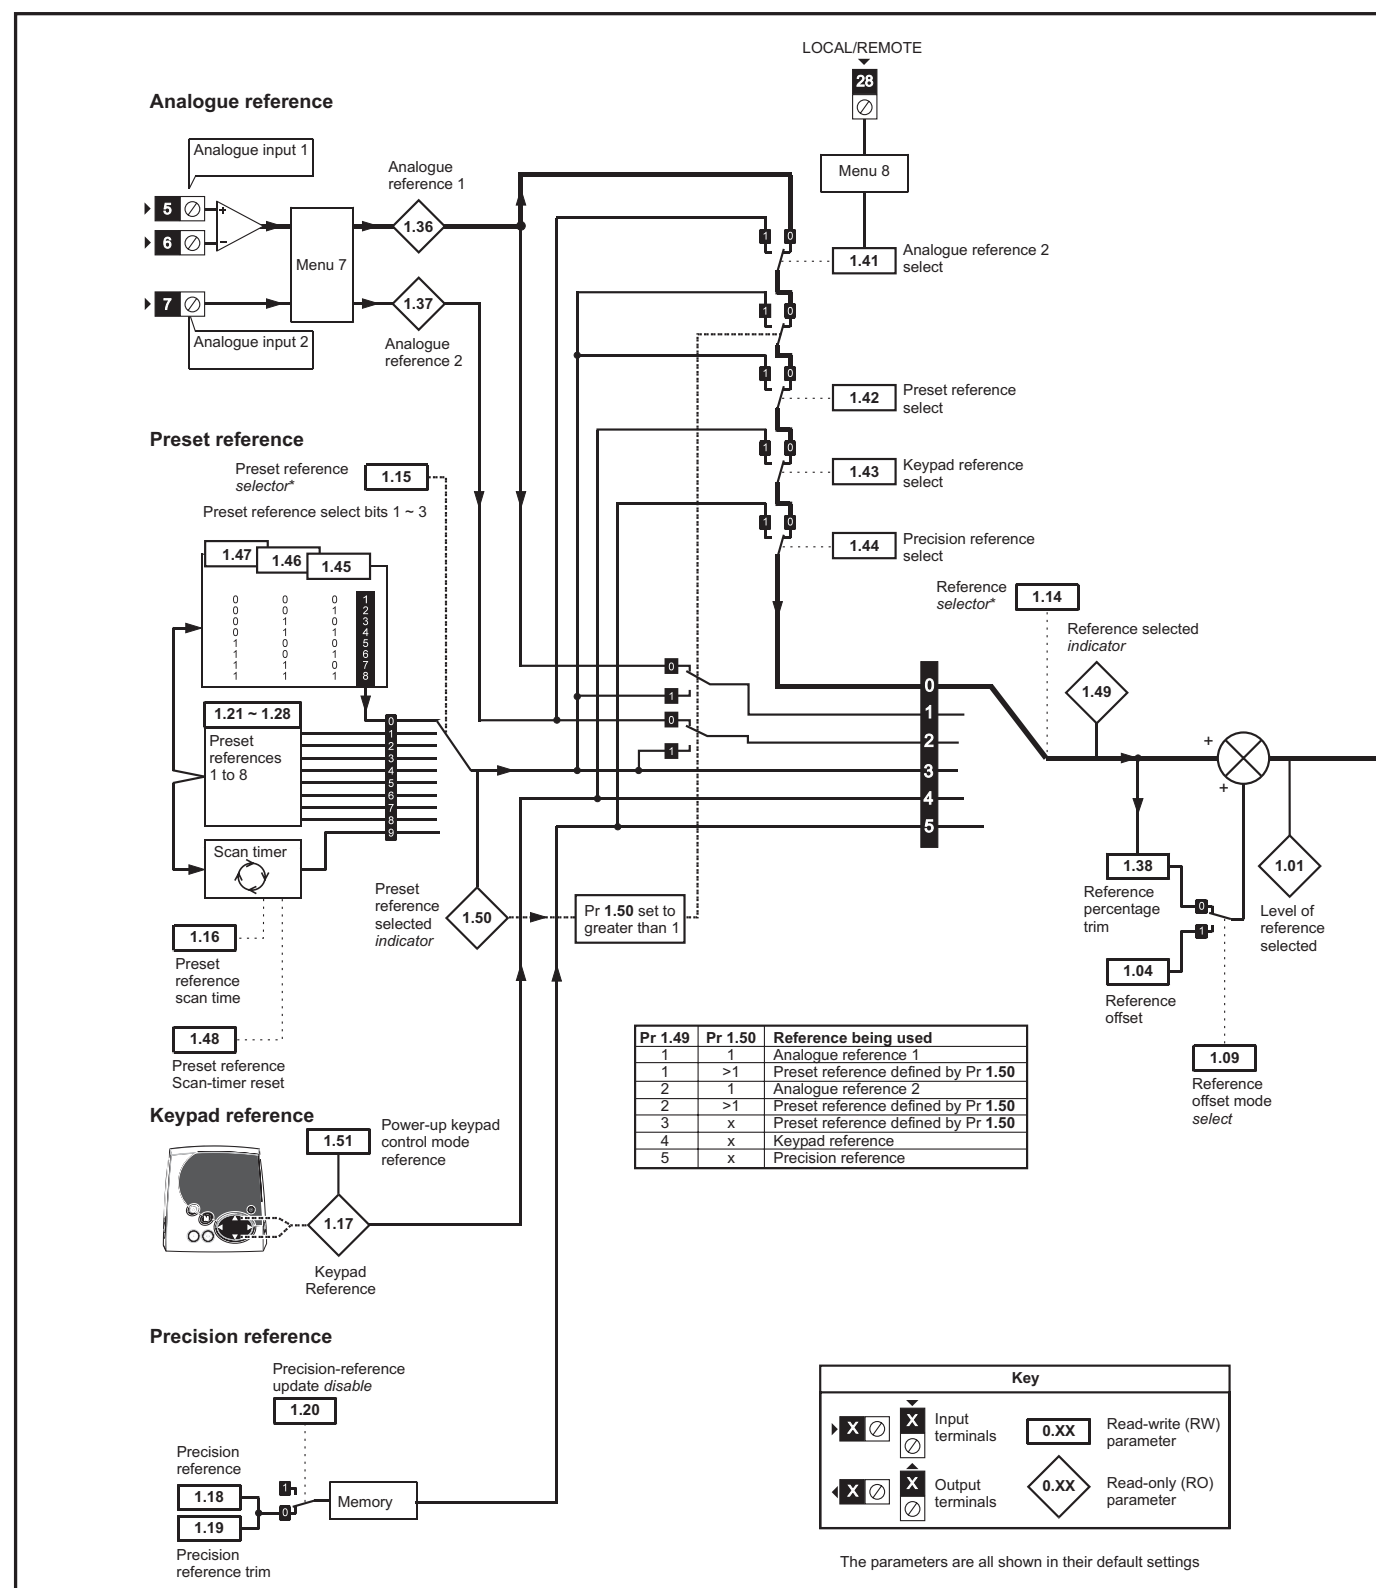 LOCAL/REMOTE
28
Menu 8
Analogue reference
Analogue input 1
5
+
6
–
Menu 7
7
Analogue input 2
Analogue
reference 1
1.36
1.37
Analogue
reference 2
1 0
1.41
Analogue reference 2
select
1 0
1 0
1.42
Preset reference
select
1 0
1.43
Keypad reference
select
1 0
1.44
Precision reference
select
Preset reference
Preset reference
selector*
1.15
Preset reference select bits 1 ~ 3
1.47
1.46
1.45
0 0 0 1
0 0 1 2
0 1 0 3
0 1 1 4
1 0 0 5
1 0 1 6
1 1 0 7
1 1 1 8
1.21 ~ 1.28
Preset
references
1 to 8
0
1
2
3
4
5
6
7
8
9
Scan timer
1.16
Preset
reference
scan time
1.48
Preset reference
Scan-timer reset
Preset
reference
selected
indicator
1.50
Pr 1.50 set to
greater than 1
0
1
0
1
0
1
2
3
4
5
Reference
selector*
1.14
Reference selected
indicator
1.49
+
+
1.38
Reference
percentage
trim
0
1
1.04
Reference
offset
1.01
Level of
reference
selected
1.09
Reference
offset mode
select
Pr 1.49 Pr 1.50 Reference being used
1 1 Analogue reference 1
1 >1 Preset reference defined by Pr 1.50
2 1 Analogue reference 2
2 >1 Preset reference defined by Pr 1.50
3 x Preset reference defined by Pr 1.50
4 x Keypad reference
5 x Precision reference
Keypad reference
1.51
Power-up keypad
control mode
reference
M
1.17
Keypad
Reference
Precision reference
Precision-reference
update disable
1.20
Precision
reference
1.18
1.19
Precision
reference trim
1
0
Memory
Key
X
X
Input
terminals
0.XX
Read-write (RW)
parameter
X
X
Output
terminals
0.XX
Read-only (RO)
parameter
The parameters are all shown in their default settings